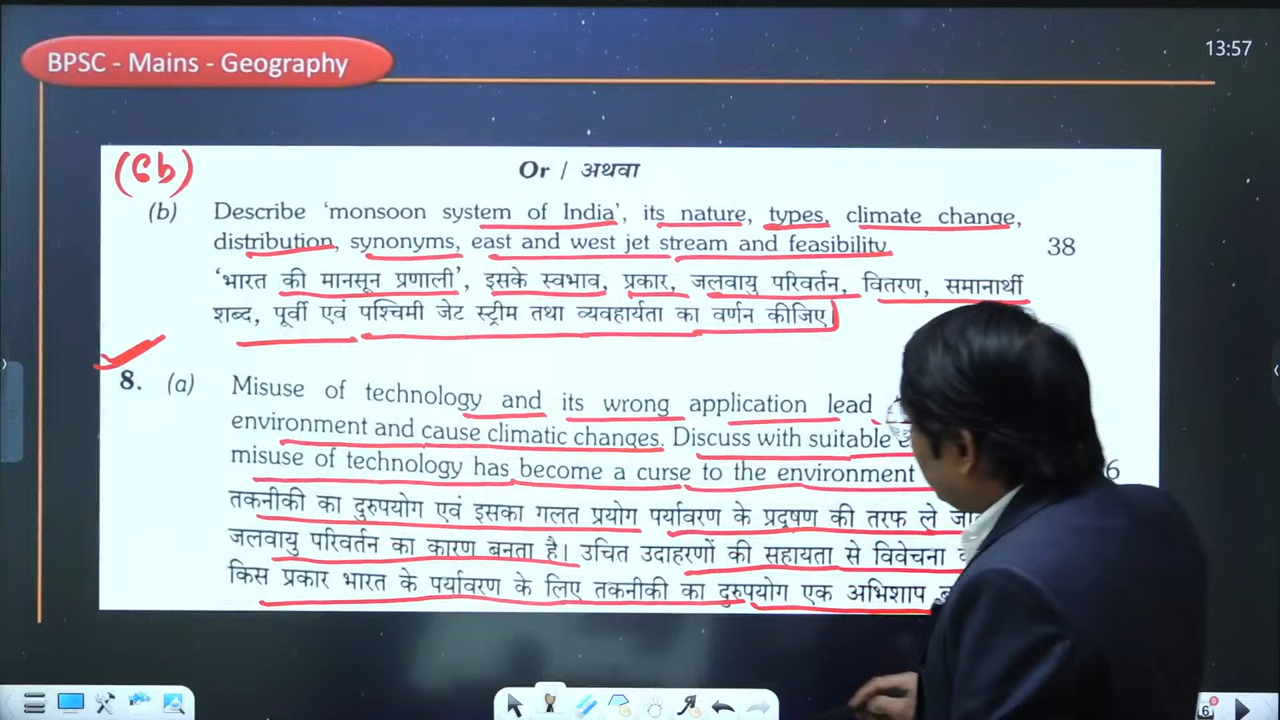 BPSC - Mains - Geography
13:57
(6b)
Or / अथवा
(b) Describe ‘monsoon system of India’, its nature, types, climate change,
distribution, synonyms, east and west jet stream and feasibility. 38
‘भारत की मानसून प्रणाली’, इसके स्वभाव, प्रकार, जलवायु परिवर्तन, वितरण, समानार्थी
शब्द, पूर्वी एवं पश्चिमी जेट स्ट्रीम तथा व्यवहार्यता का वर्णन कीजिए।
8. (a) Misuse of technology and its wrong application lead
environment and cause climatic changes. Discuss with suitable
misuse of technology has become a curse to the environment 6
तकनीकी का दुरुपयोग एवं इसका गलत प्रयोग पर्यावरण के प्रदूषण की तरफ ले
जलवायु परिवर्तन का कारण बनता है। उचित उदाहरणों की सहायता से विवेचना
किस प्रकार भारत के पर्यावरण के लिए तकनीकी का दुरुपयोग एक अभिशाप
6